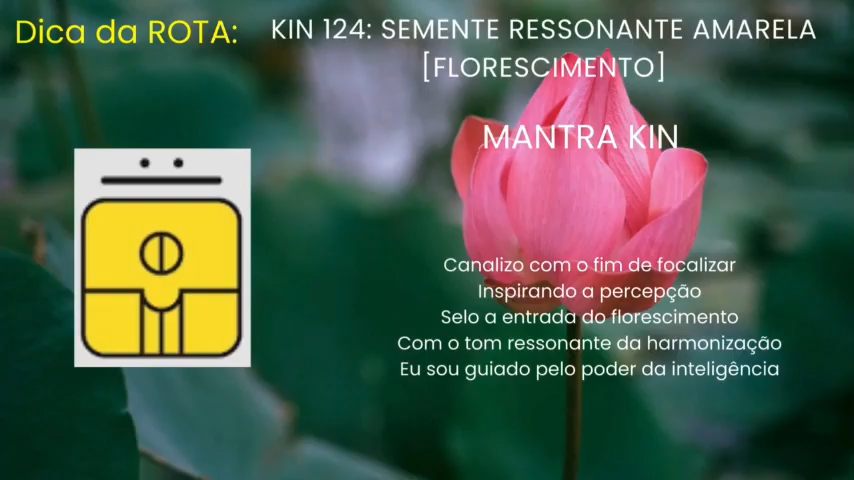 Dica da ROTA:
KIN 124: SEMENTE RESSONANTE AMARELA
[FLORESCIMENTO]
MANTRA KIN
Canalizo com o fim de focalizar
Inspirando a percepção
Selo a entrada do florescimento
Com o tom ressonante da harmonização
Eu sou guiado pelo poder da inteligência